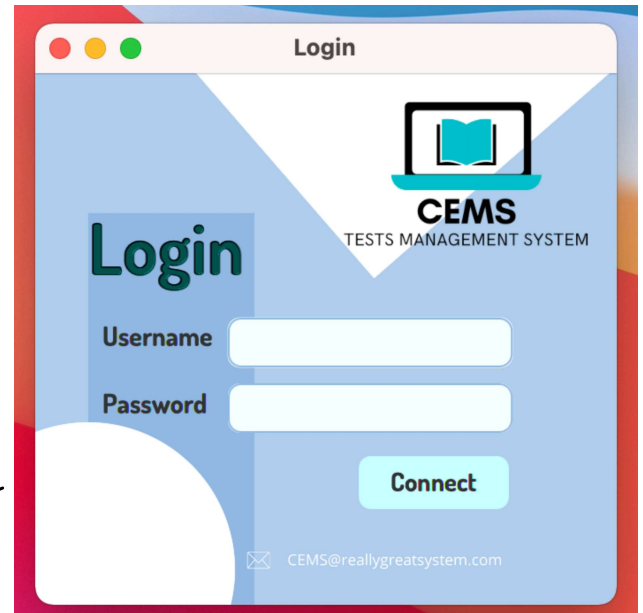 Login
CEMS
TESTS MANAGEMENT SYSTEM
Login
Username
Password
Connect
CEMS@reallygreatsystem.com